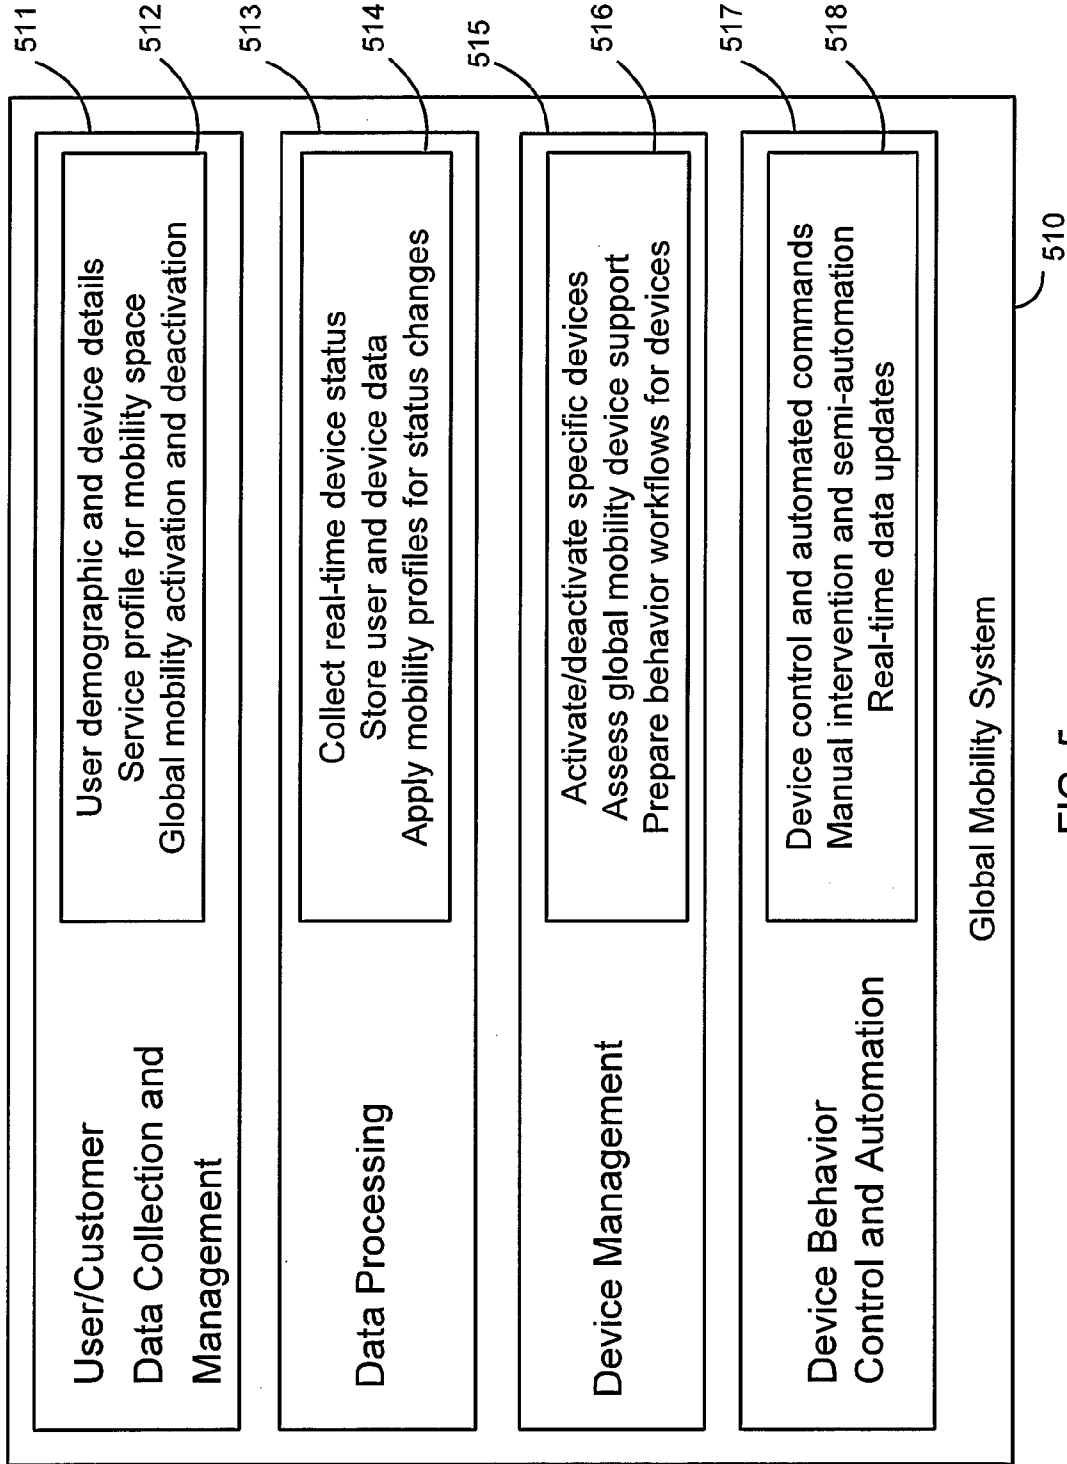 511
512
513
514
515
516
517
518
User/Customer
Data Collection and
Management
User demographic and device details
Service profile for mobility space
Global mobility activation and deactivation
Data Processing
Collect real-time device status
Store user and device data
Apply mobility profiles for status changes
Device Management
Activate/deactivate specific devices
Assess global mobility device support
Prepare behavior workflows for devices
Device Behavior
Control and Automation
Device control and automated commands
Manual intervention and semi-automation
Real-time data updates
Global Mobility System
510